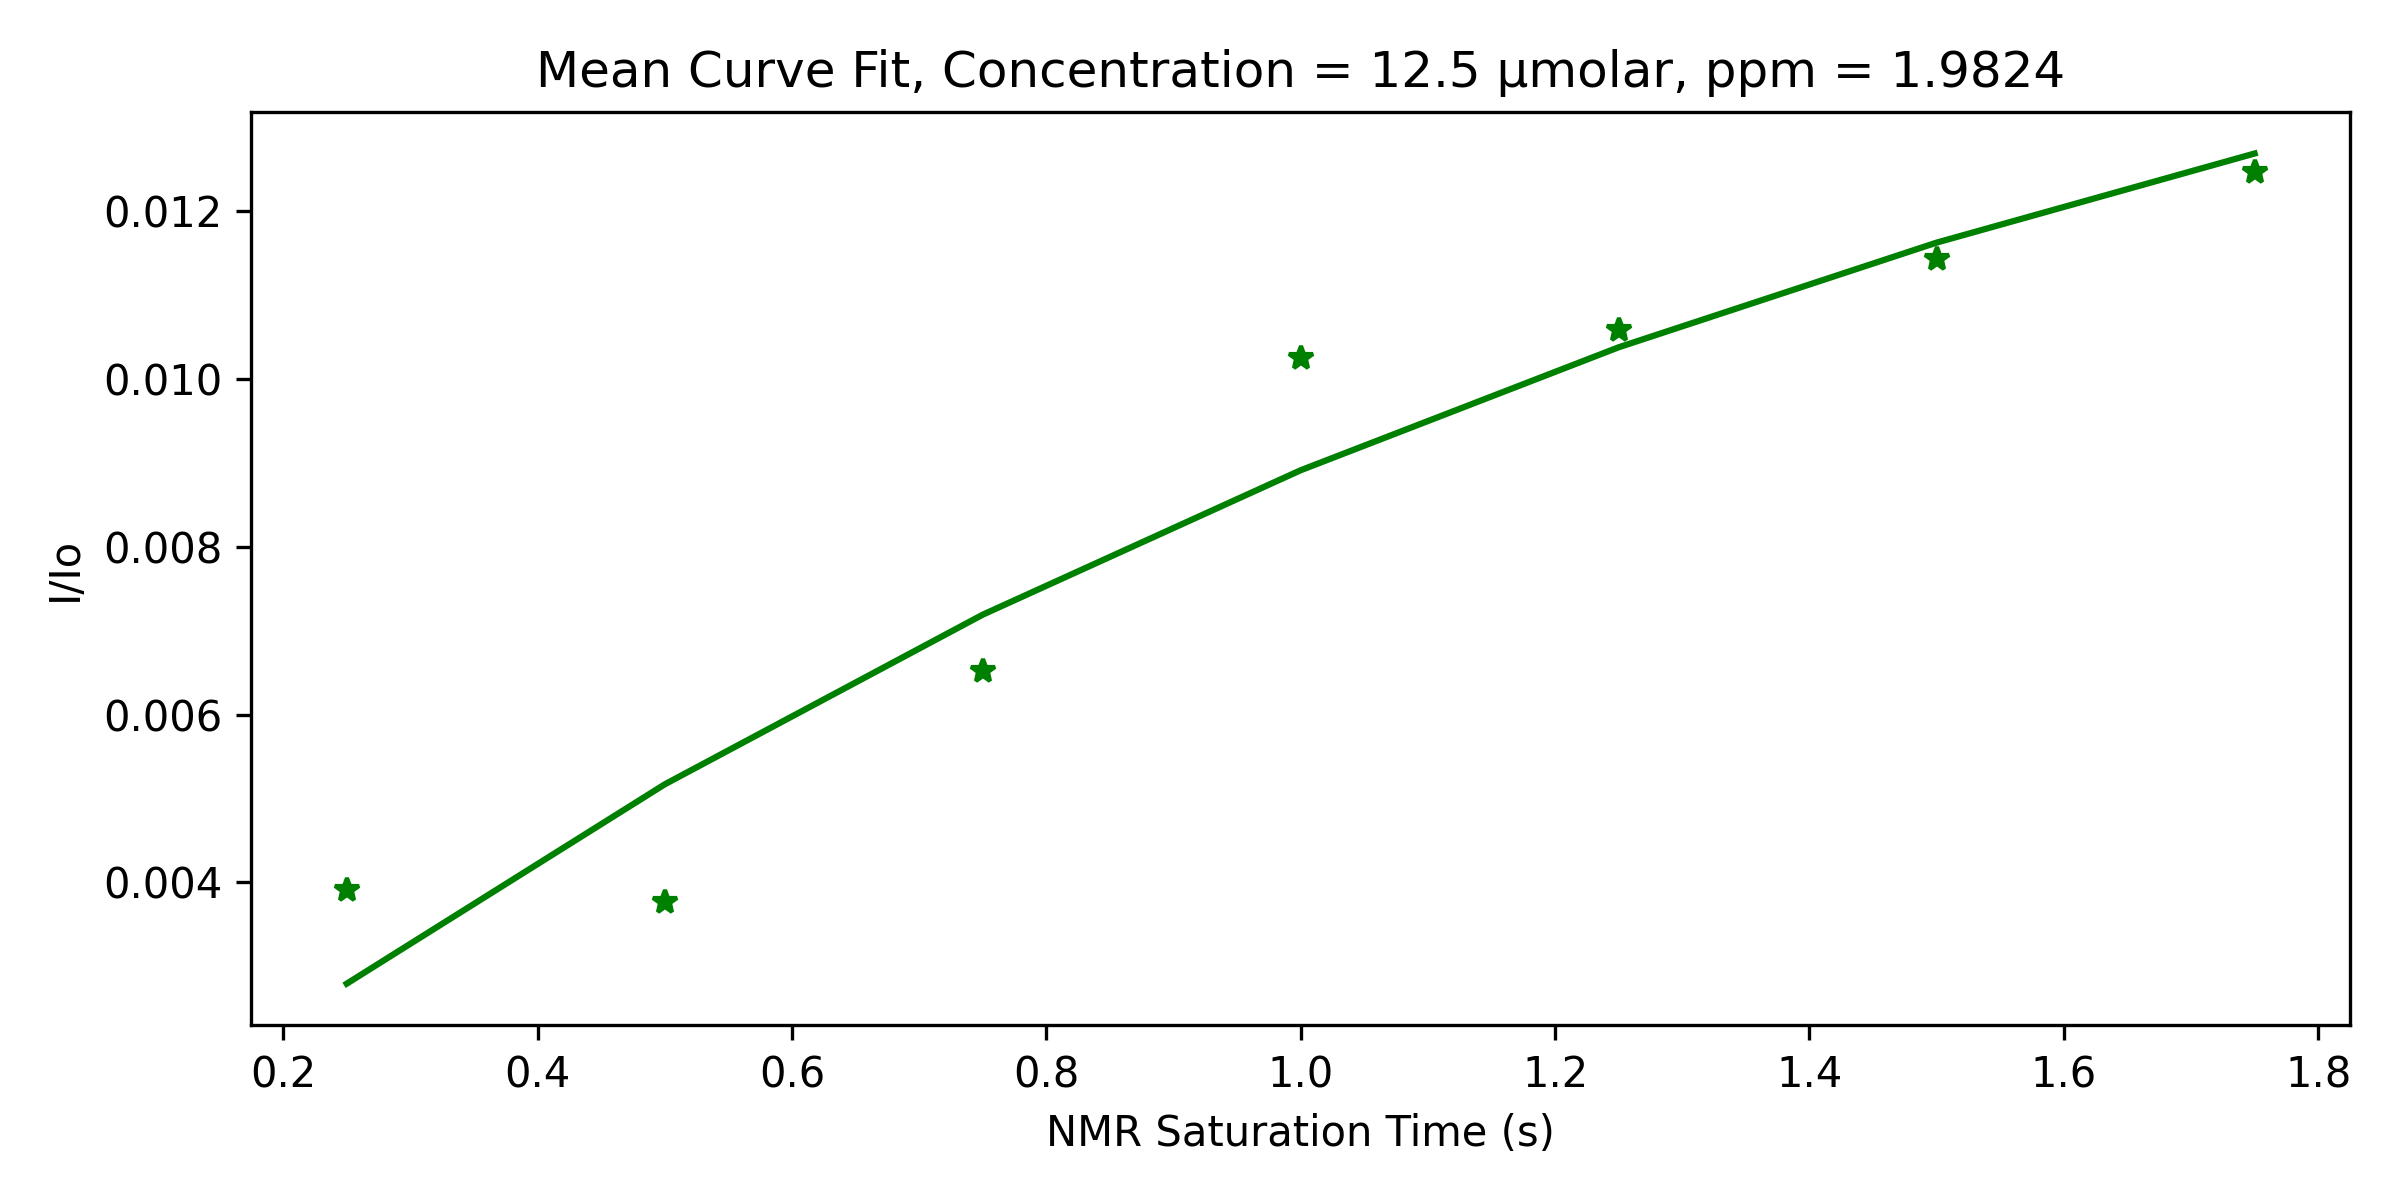 Mean Curve Fit, Concentration = 12.5 μmolar, ppm = 1.9824
0.012
0.010
0.008
0.006
0.004
I/Io
0.2 0.4 0.6 0.8 1.0 1.2 1.4 1.6 1.8
NMR Saturation Time (s)